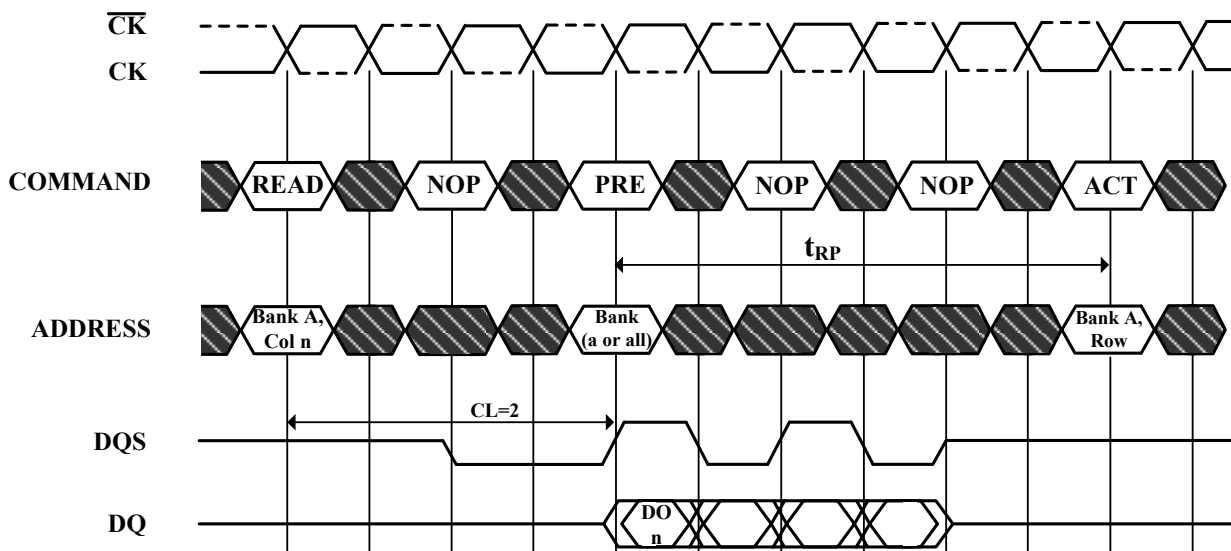 CK
CK
COMMAND READ NOP PRE NOP NOP ACT
tRP
ADDRESS Bank A, Col n Bank (a or all) Bank A, Row
CL=2
DQS
DQ DO n